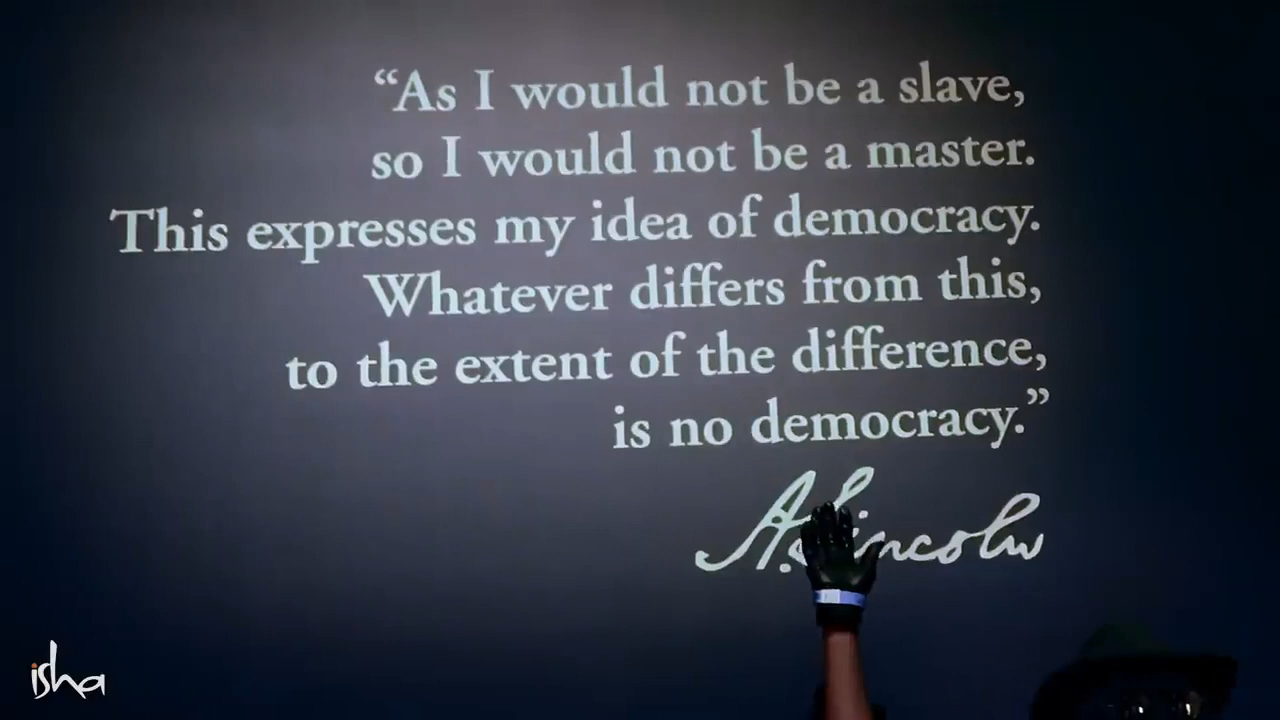 “As I would not be a slave,
so I would not be a master.
This expresses my idea of democracy.
Whatever differs from this,
to the extent of the difference,
is no democracy.”
A. Lincoln
isha